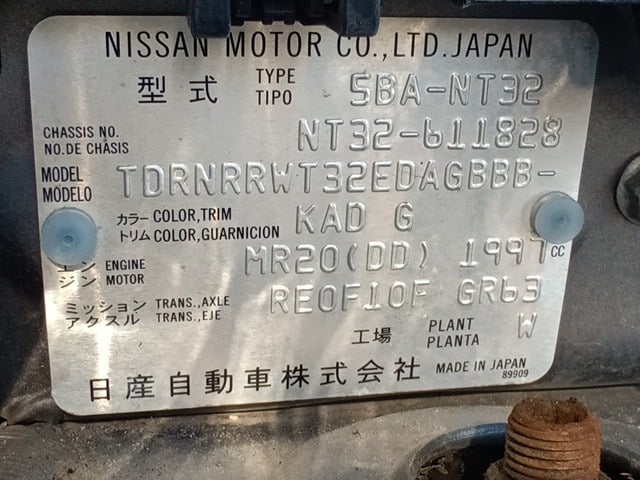 NISSAN MOTOR CO., LTD. JAPAN
型式 TYPE TIPO 5BA-NT32
CHASSIS NO. NO. DE CHASIS NT32-611828
MODEL MODELO TDRNRRWT32EDAGBBB-
カラー COLOR, TRIM トリム COLOR, GUARNICION KAD G
エンジン ENGINE MOTOR MR20(DD) 1997 CC
ミッション アクスル TRANS., AXLE TRANS., EJE RE0F10F GR63
工場 PLANT PLANTA W
日産自動車株式会社 MADE IN JAPAN
89909